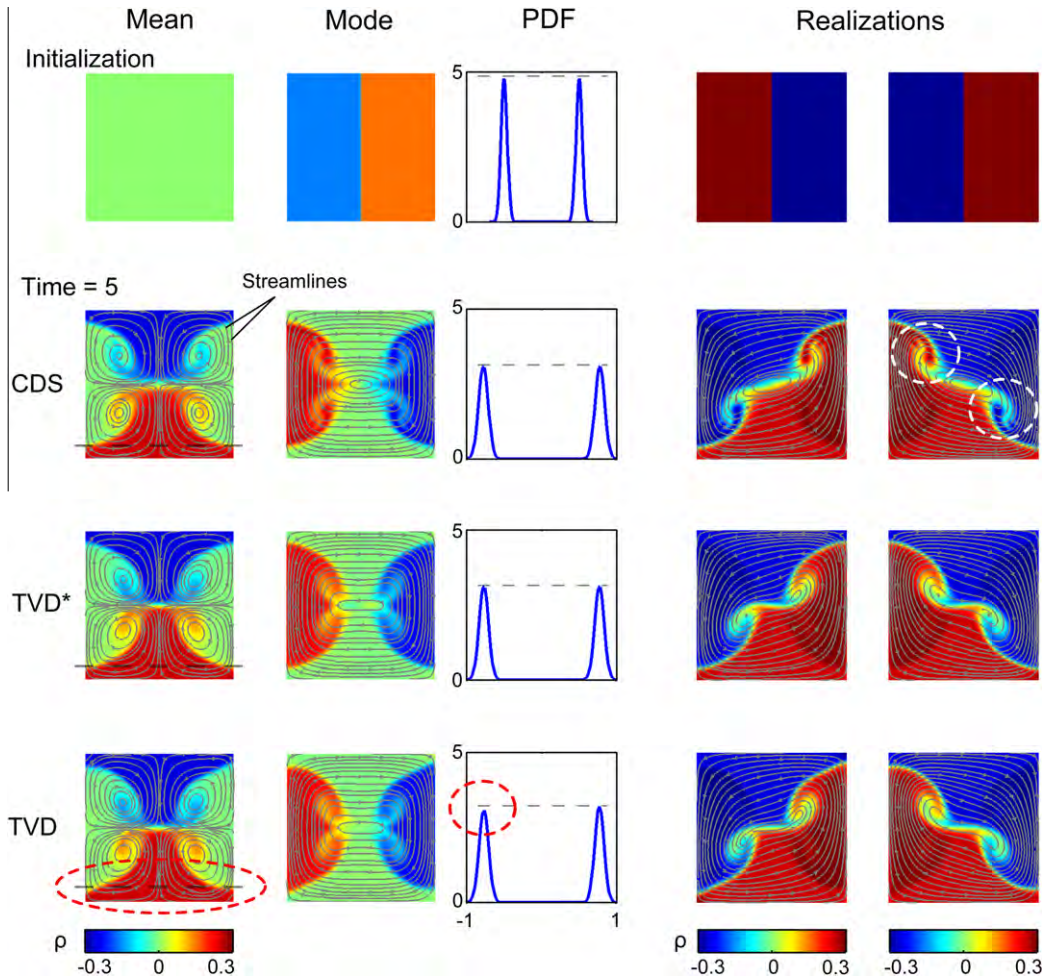 Mean Mode PDF Realizations
Initialization
5
0
Time = 5
Streamlines
CDS
5
0
TVD*
5
0
TVD
5
0
-1 1
ρ
-0.3 0 0.3
ρ
-0.3 0 0.3 -0.3 0 0.3